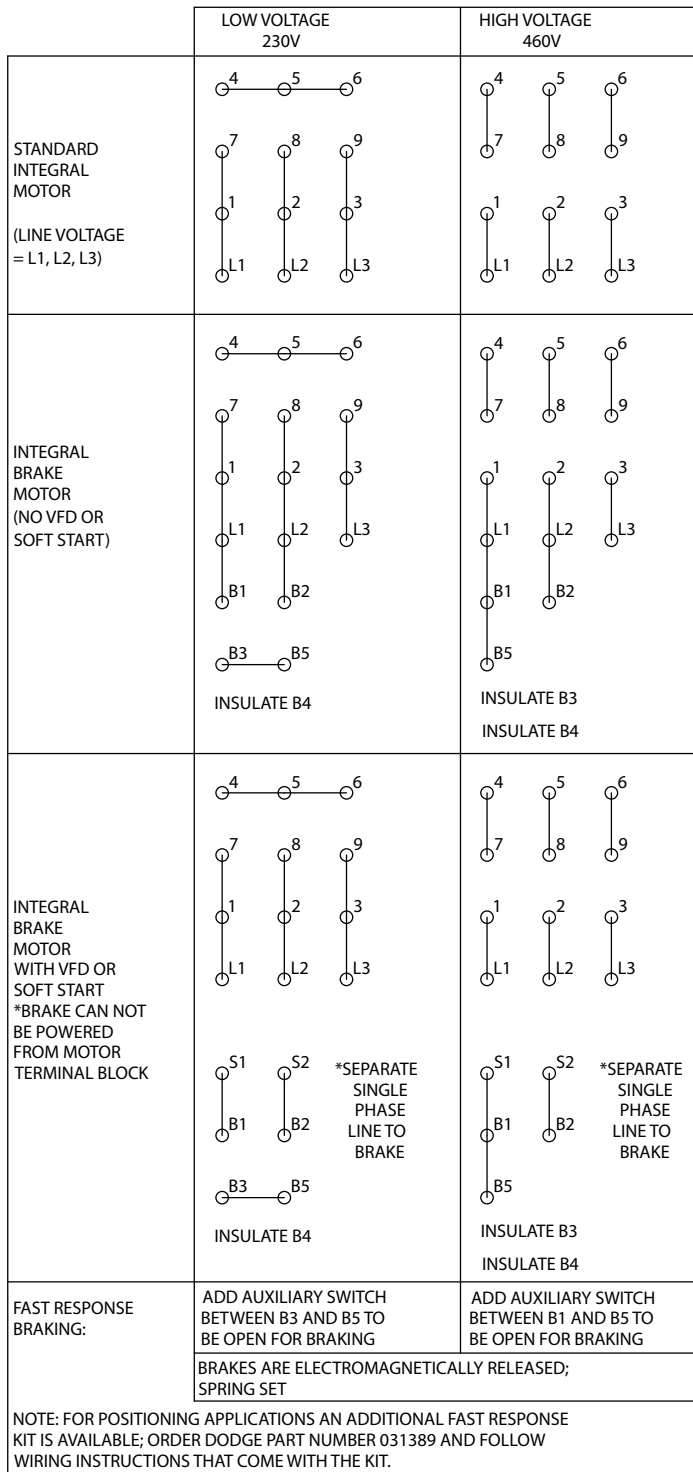 LOW VOLTAGE
230V
HIGH VOLTAGE
460V
STANDARD
INTEGRAL
MOTOR
(LINE VOLTAGE
= L1, L2, L3)
4 5 6
7 8 9
1 2 3
L1 L2 L3
4 5 6
7 8 9
1 2 3
L1 L2 L3
INTEGRAL
BRAKE
MOTOR
(NO VFD OR
SOFT START)
4 5 6
7 8 9
1 2 3
L1 L2 L3
B1 B2
B3 B5
INSULATE B4
4 5 6
7 8 9
1 2 3
L1 L2 L3
B1 B2
B5
INSULATE B3
INSULATE B4
INTEGRAL
BRAKE
MOTOR
WITH VFD OR
SOFT START
*BRAKE CAN NOT
BE POWERED
FROM MOTOR
TERMINAL BLOCK
4 5 6
7 8 9
1 2 3
L1 L2 L3
S1 S2
B1 B2
*SEPARATE
SINGLE
PHASE
LINE TO
BRAKE
B3 B5
INSULATE B4
4 5 6
7 8 9
1 2 3
L1 L2 L3
S1 S2
B1 B2
*SEPARATE
SINGLE
PHASE
LINE TO
BRAKE
B5
INSULATE B3
INSULATE B4
FAST RESPONSE
BRAKING:
ADD AUXILIARY SWITCH
BETWEEN B3 AND B5 TO
BE OPEN FOR BRAKING
ADD AUXILIARY SWITCH
BETWEEN B1 AND B5 TO
BE OPEN FOR BRAKING
BRAKES ARE ELECTROMAGNETICALLY RELEASED;
SPRING SET
NOTE: FOR POSITIONING APPLICATIONS AN ADDITIONAL FAST RESPONSE
KIT IS AVAILABLE; ORDER DODGE PART NUMBER 031389 AND FOLLOW
WIRING INSTRUCTIONS THAT COME WITH THE KIT.